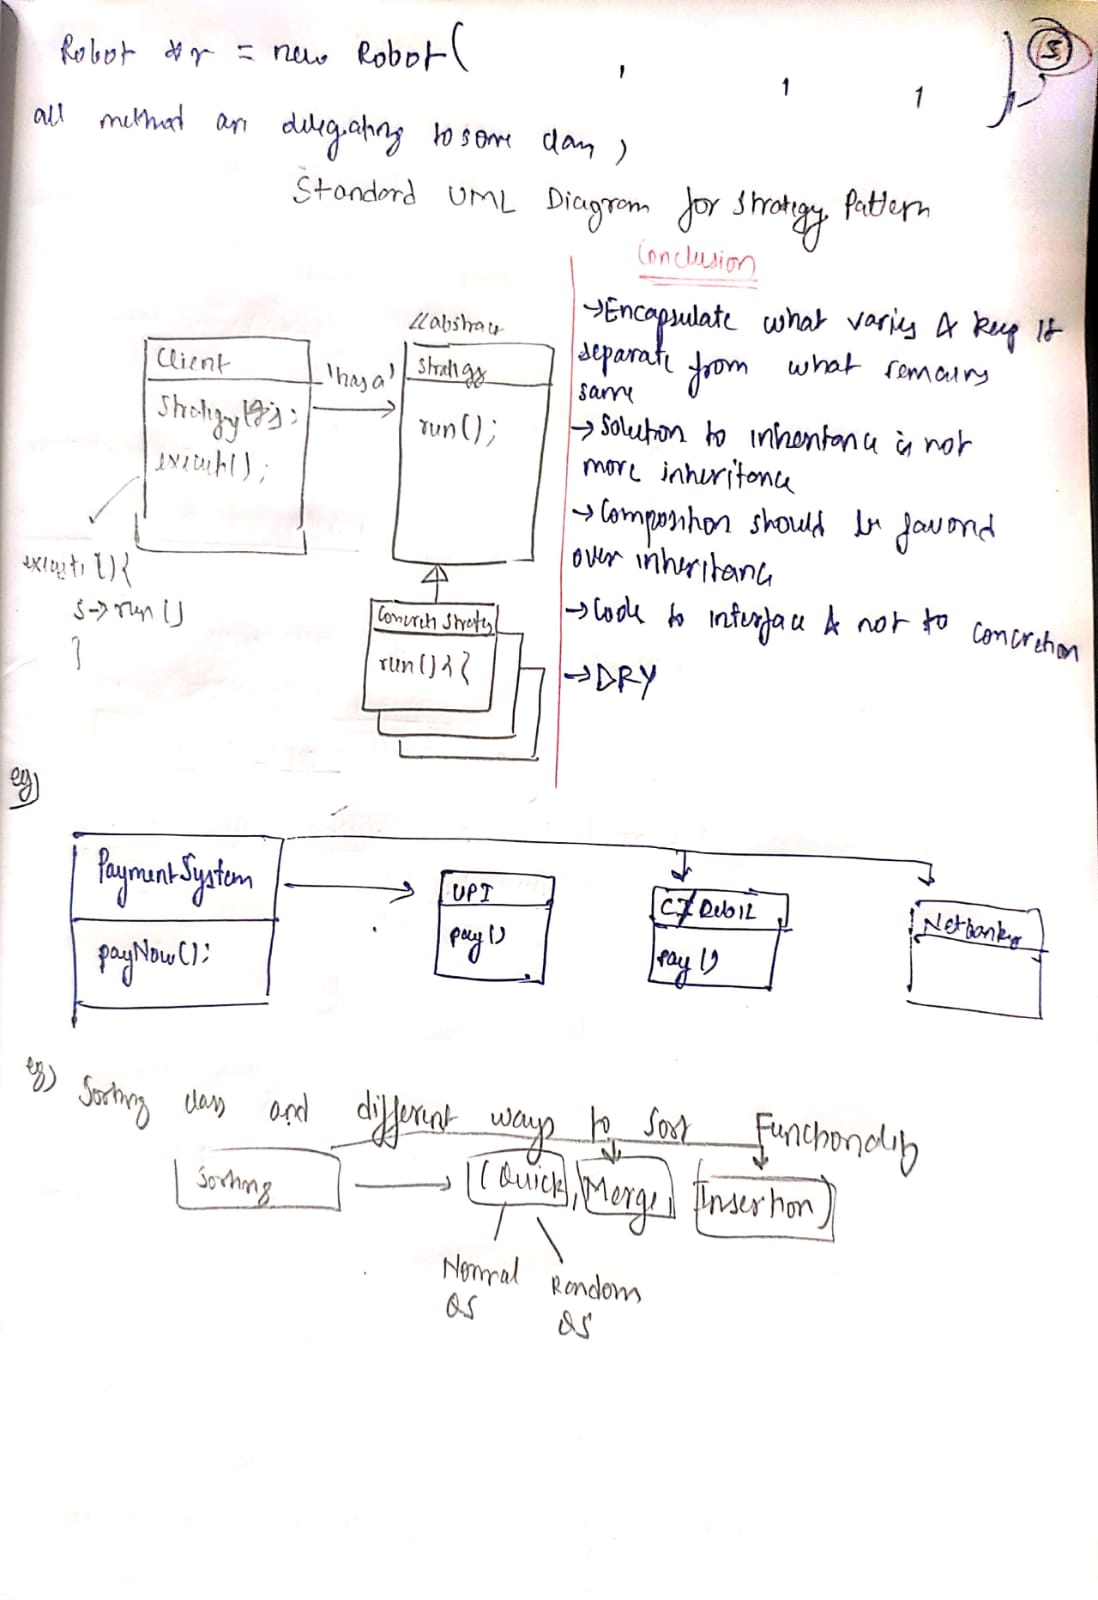 Robot *r = new Robot( , , , )
5
all method are delegating to some class,
Standard UML Diagram for Strategy Pattern
Conclusion
→Encapsulate what varies & keep it
separate from what remains
same
→ Solution to inheritance is not
more inheritance
→ Composition should be favored
over inheritance
→ Code to interface & not to concretion
→ DRY
Client
Strategy
execute();
'has a'
<<abstract
Strategy
run();
execute(){
s->run()
}
Concrete Strategy
run(){}
eg)
PaymentSystem
payNow();
UPI
pay()
C/Debit
pay()
Netbanking
eg) Sorting class and different ways to sort Functionality
Sorting
(Quick, Merge, Insertion)
Normal
QS
Random
QS